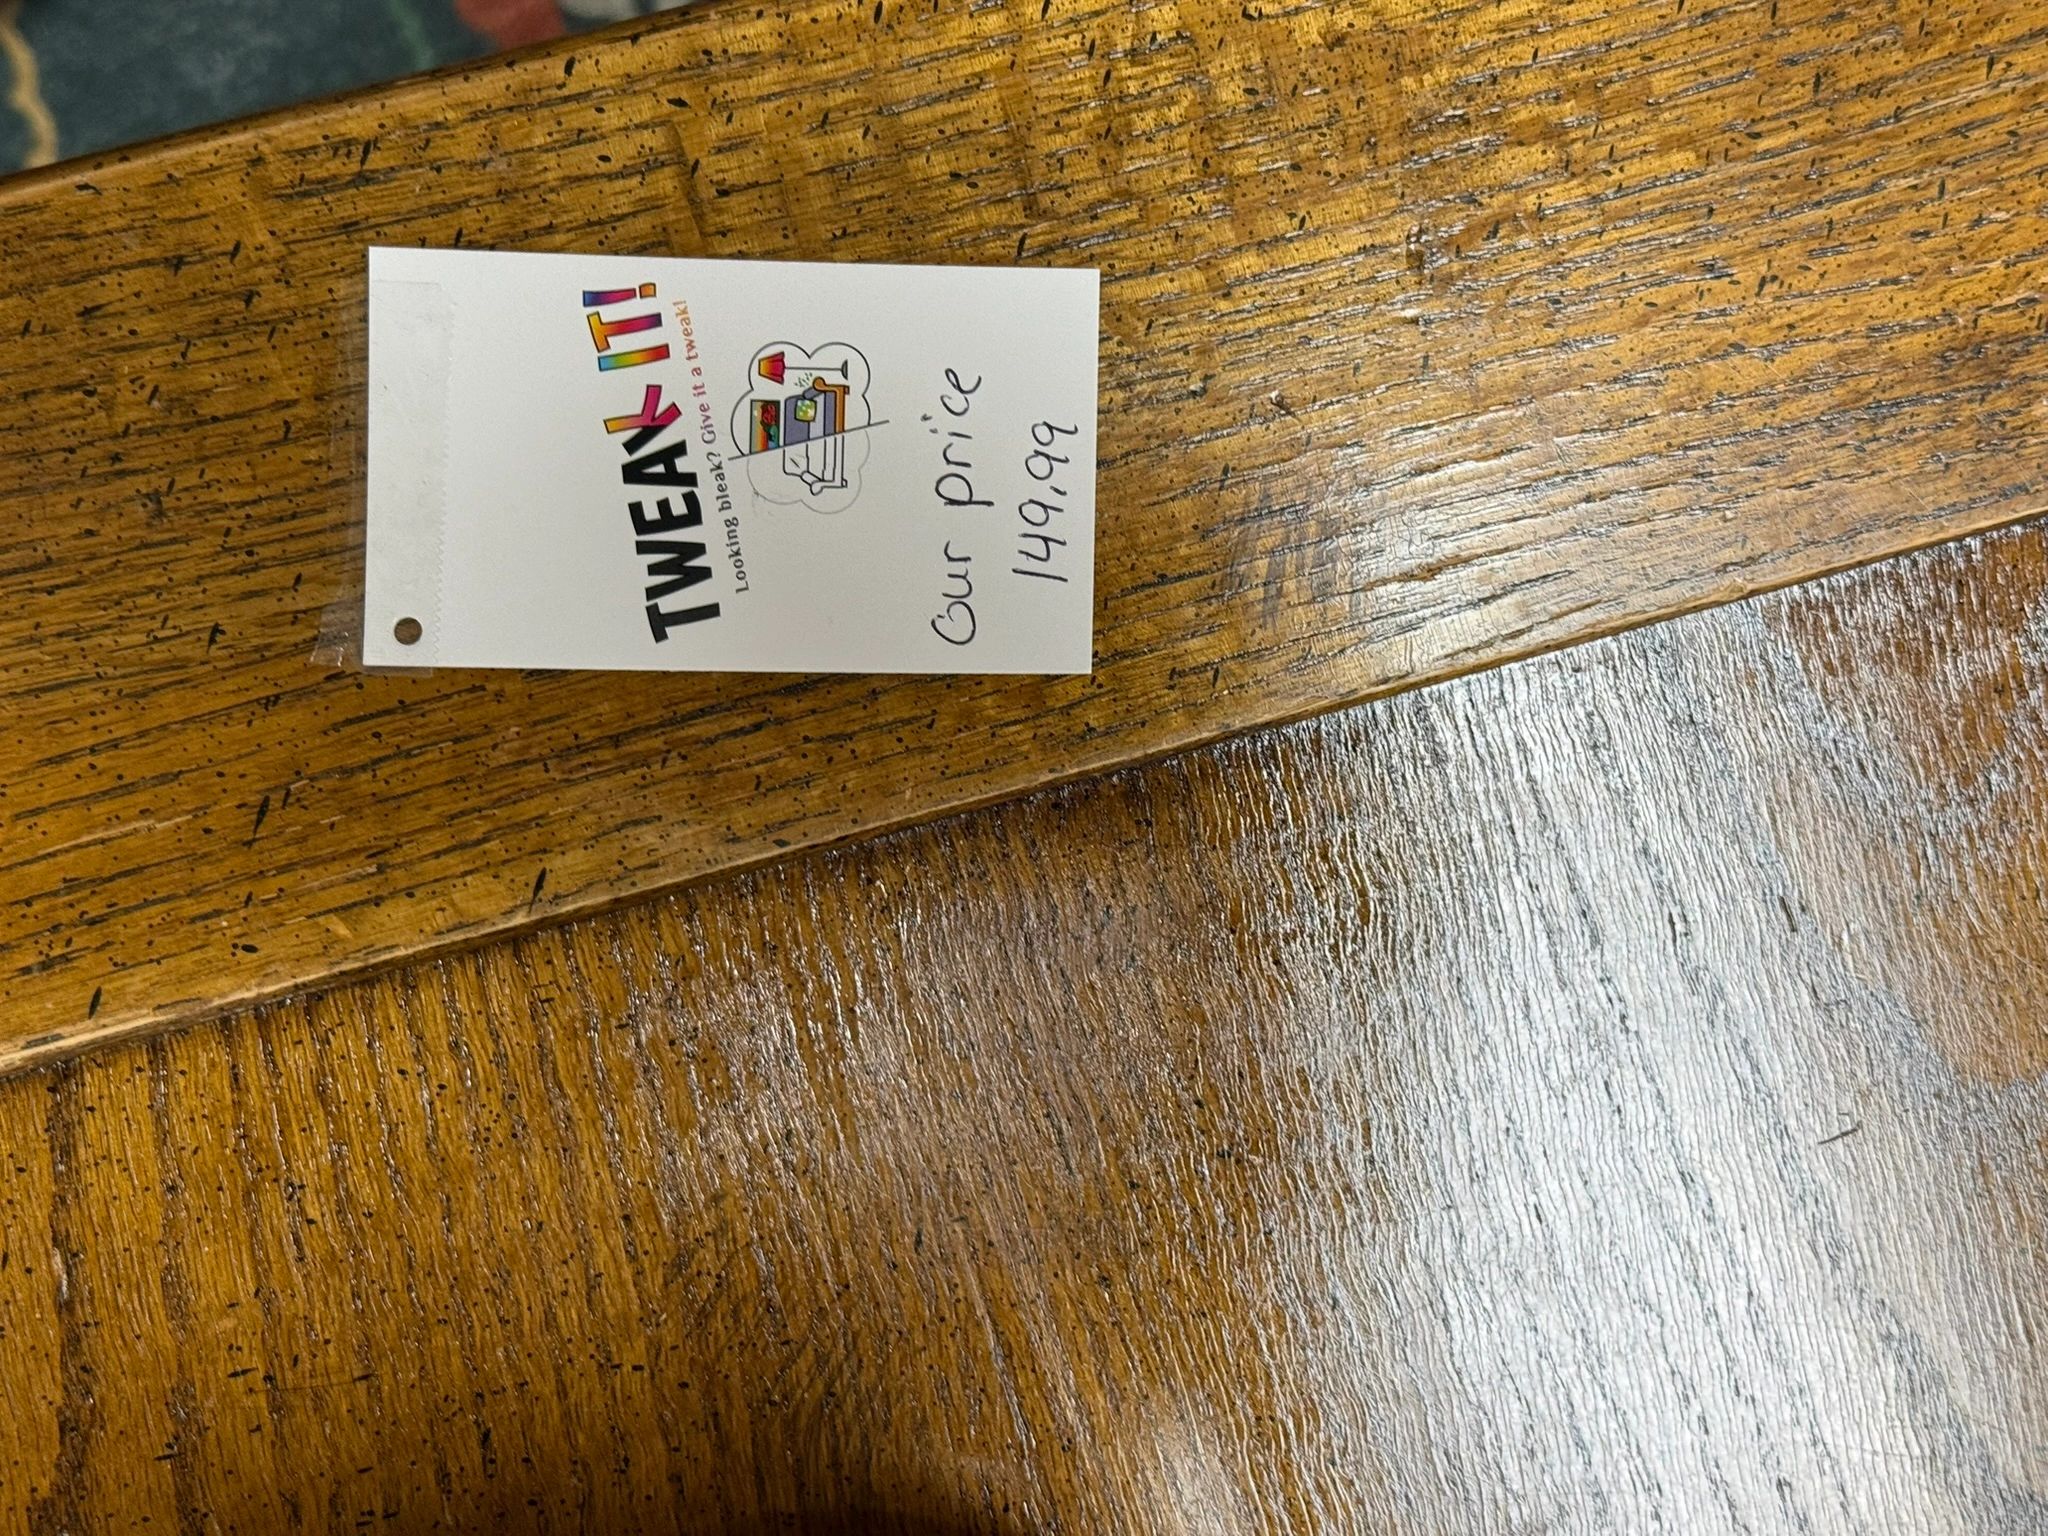 TWEAK IT!
Looking bleak? Give it a tweak!
Our price
149.99